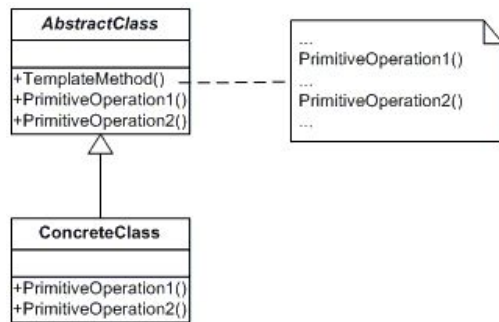 AbstractClass
+TemplateMethod()
+PrimitiveOperation1()
+PrimitiveOperation2()
...
PrimitiveOperation1()
...
PrimitiveOperation2()
...
ConcreteClass
+PrimitiveOperation1()
+PrimitiveOperation2()